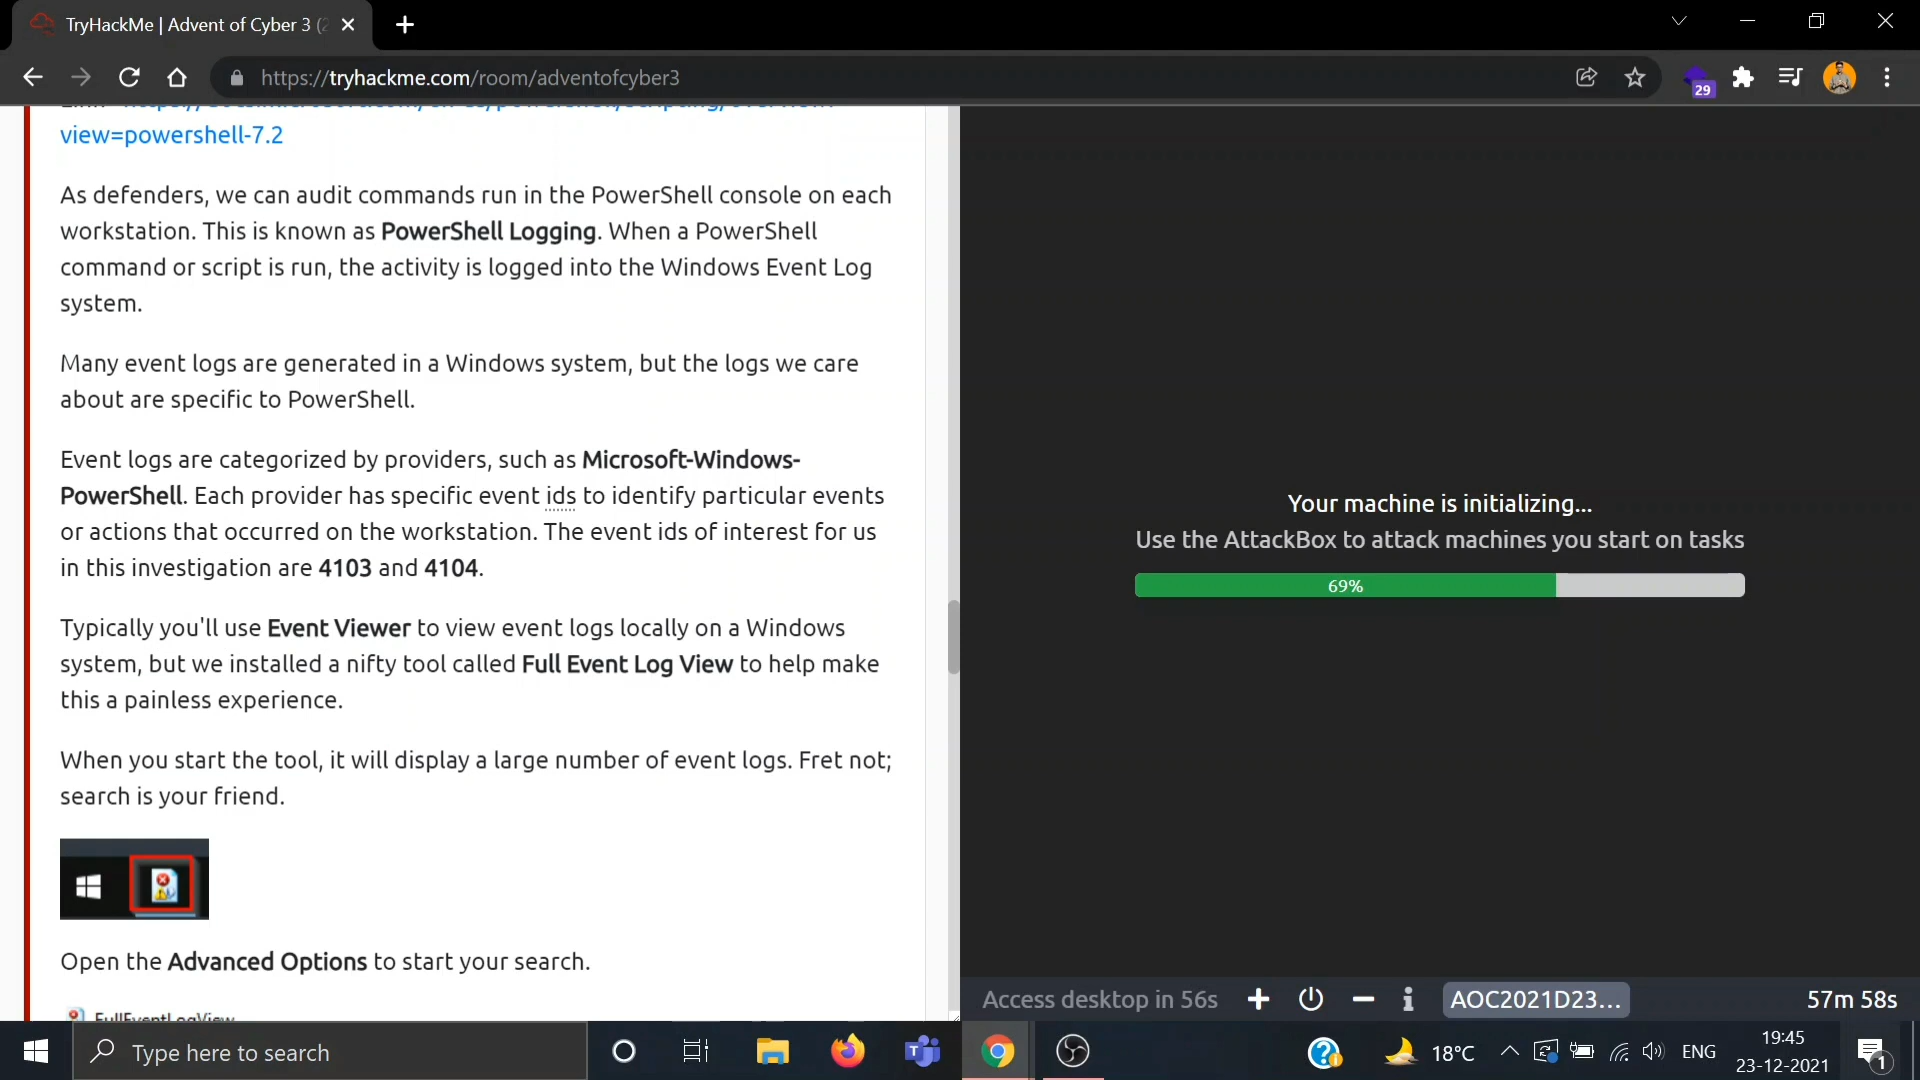 TryHackMe | Advent of Cyber 3 (2
https://tryhackme.com/room/adventofcyber3
29
view=powershell-7.2
As defenders, we can audit commands run in the PowerShell console on each
workstation. This is known as PowerShell Logging. When a PowerShell
command or script is run, the activity is logged into the Windows Event Log
system.
Many event logs are generated in a Windows system, but the logs we care
about are specific to PowerShell.
Event logs are categorized by providers, such as Microsoft-Windows-
PowerShell. Each provider has specific event ids to identify particular events
or actions that occurred on the workstation. The event ids of interest for us
in this investigation are 4103 and 4104.
Typically you'll use Event Viewer to view event logs locally on a Windows
system, but we installed a nifty tool called Full Event Log View to help make
this a painless experience.
When you start the tool, it will display a large number of event logs. Fret not;
search is your friend.
Open the Advanced Options to start your search.
FullEventLogView
Your machine is initializing...
Use the AttackBox to attack machines you start on tasks
69%
Access desktop in 56s
AOC2021D23...
57m 58s
Type here to search
18°C
ENG
19:45
23-12-2021
1